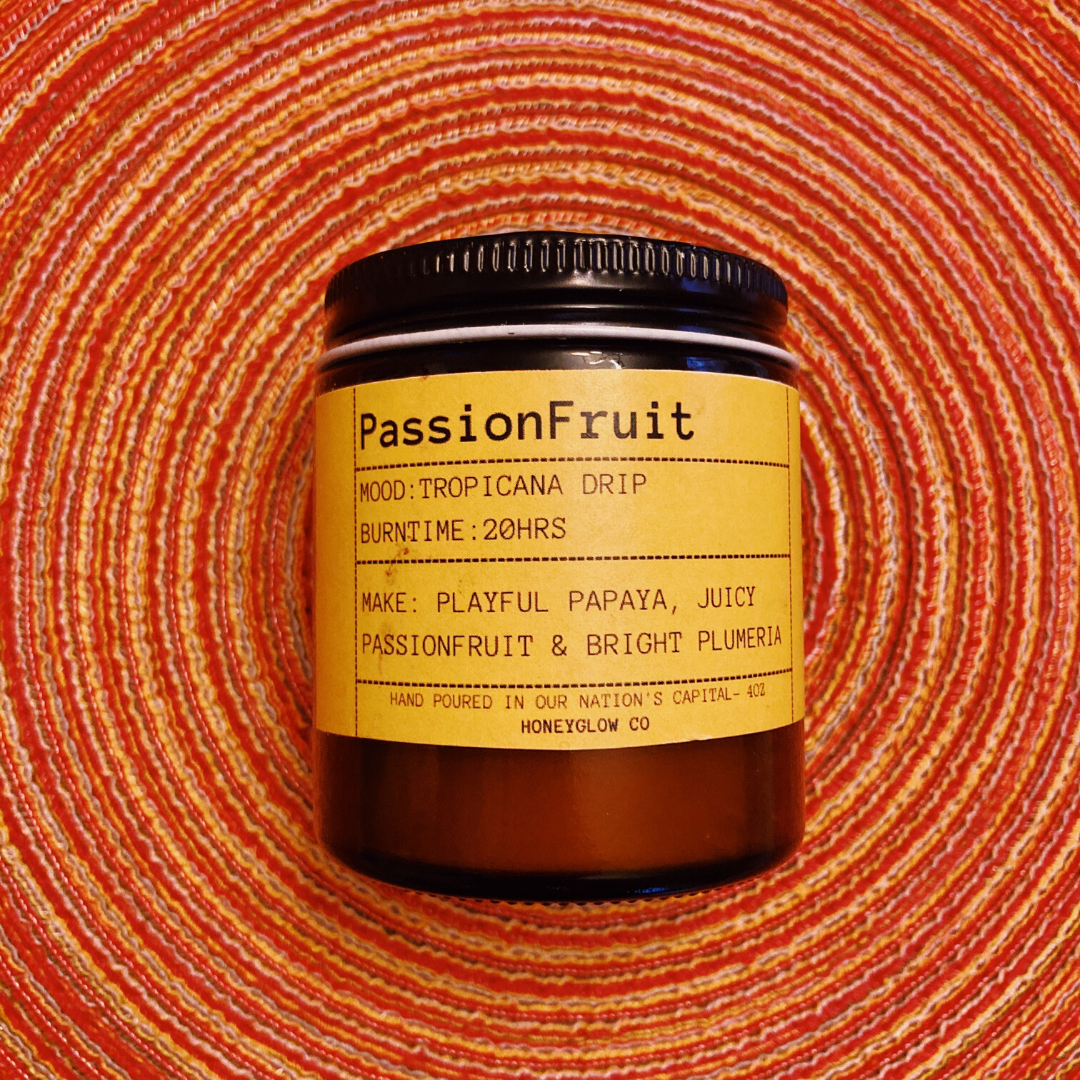 PassionFruit
MOOD:TROPICANA DRIP
BURNTIME:20HRS
MAKE: PLAYFUL PAPAYA, JUICY
PASSIONFRUIT & BRIGHT PLUMERIA
HAND POURED IN OUR NATION'S CAPITAL- 4OZ
HONEYGLOW CO